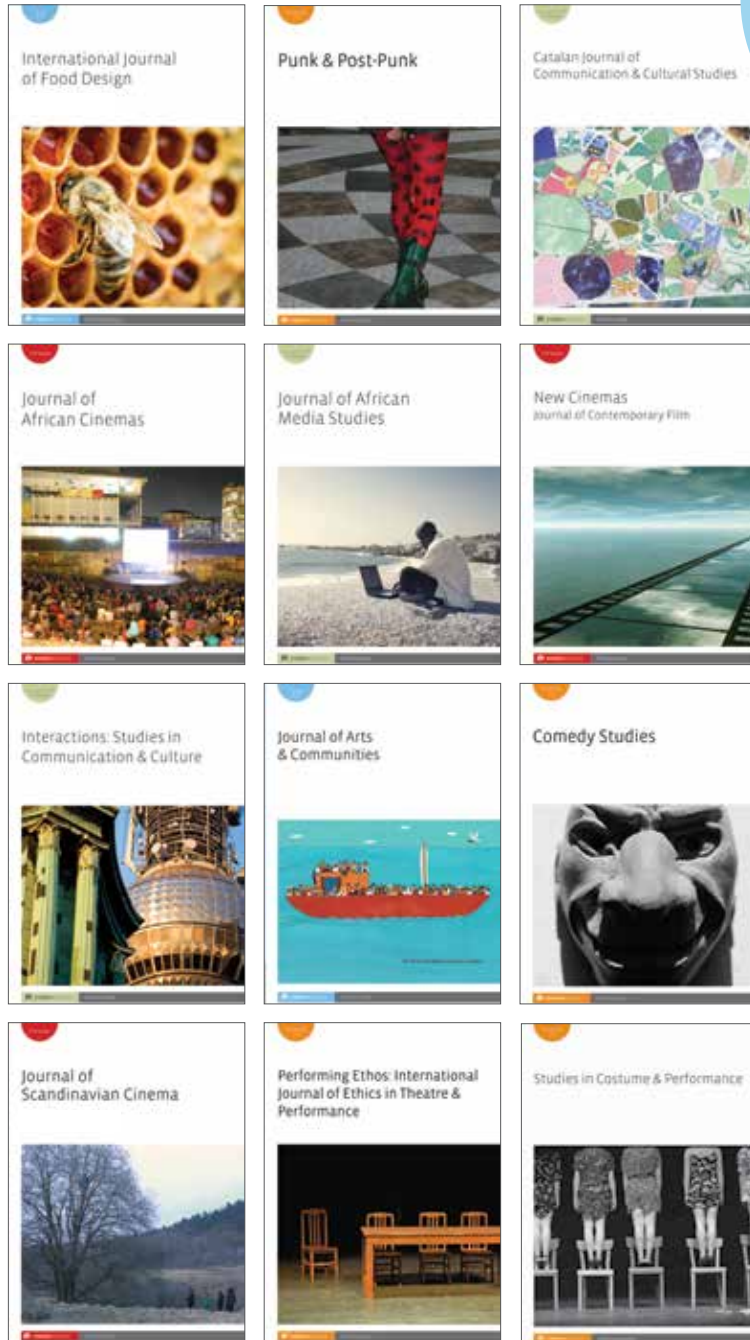 International Journal
of Food Design
Punk & Post-Punk
Catalan Journal of
Communication & Cultural Studies
Journal of
African Cinemas
Journal of African
Media Studies
New Cinemas
Journal of Contemporary Film
Interactions: Studies in
Communication & Culture
Journal of Arts
& Communities
Comedy Studies
Journal of
Scandinavian Cinema
Performing Ethos: International
Journal of Ethics in Theatre &
Performance
Studies in Costume & Performance